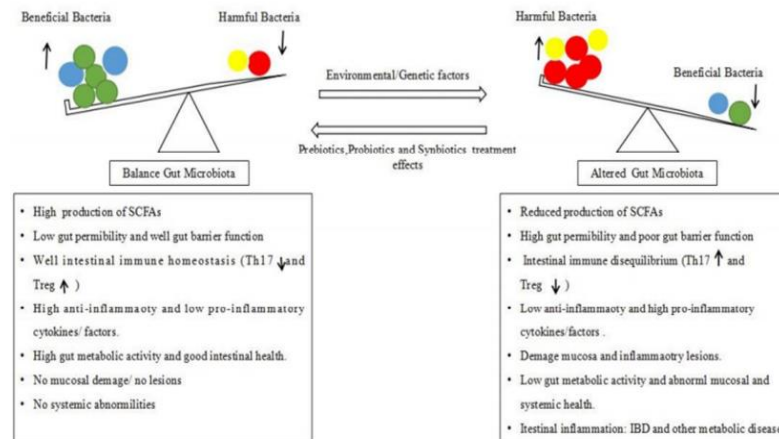 Beneficial Bacteria
Harmful Bacteria
Harmful Bacteria
Beneficial Bacteria
Environmental/Genetic factors
Prebiotics,Probiotics and Synbiotics treatment
effects
Balance Gut Microbiota
Altered Gut Microbiota
• High production of SCFAs
• Low gut permibility and well gut barrier function
• Well intestinal immune homeostasis (Th17 ↓and
Treg ↑ )
• High anti-inflammaoty and low pro-inflammatory
cytokines/ factors.
• High gut metabolic activity and good intestinal health.
• No mucosal demage/ no lesions
• No systemic abnormilities
• Reduced production of SCFAs
• High gut permibility and poor gut barrier function
• Intestinal immune disequilibrium (Th17 ↑ and
Treg ↓ )
• Low anti-inflammaoty and high pro-inflammatory
cytokines/factors .
• Demage mucosa and inflammaotry lesions.
• Low gut metabolic activity and abnorml mucosal and
systemic health.
• Itestinal inflammation: IBD and other metabolic disease